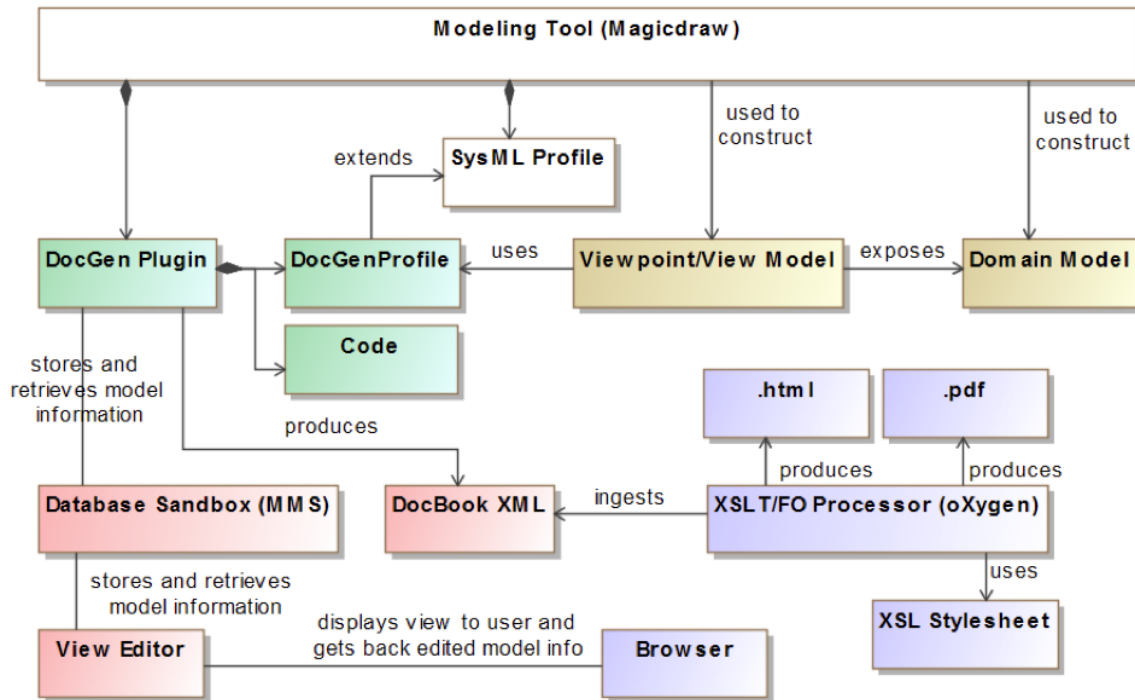 Modeling Tool (Magicdraw)
used to
construct
used to
construct
extends
SysML Profile
DocGen Plugin
DocGenProfile
uses
Viewpoint/View Model
exposes
Domain Model
Code
stores and
retrieves model
information
.html
.pdf
produces
produces
produces
Database Sandbox (MMS)
DocBook XML
ingests
XSLT/FO Processor (oXygen)
stores and retrieves
model information
uses
XSL Stylesheet
displays view to user and
gets back edited model info
View Editor
Browser